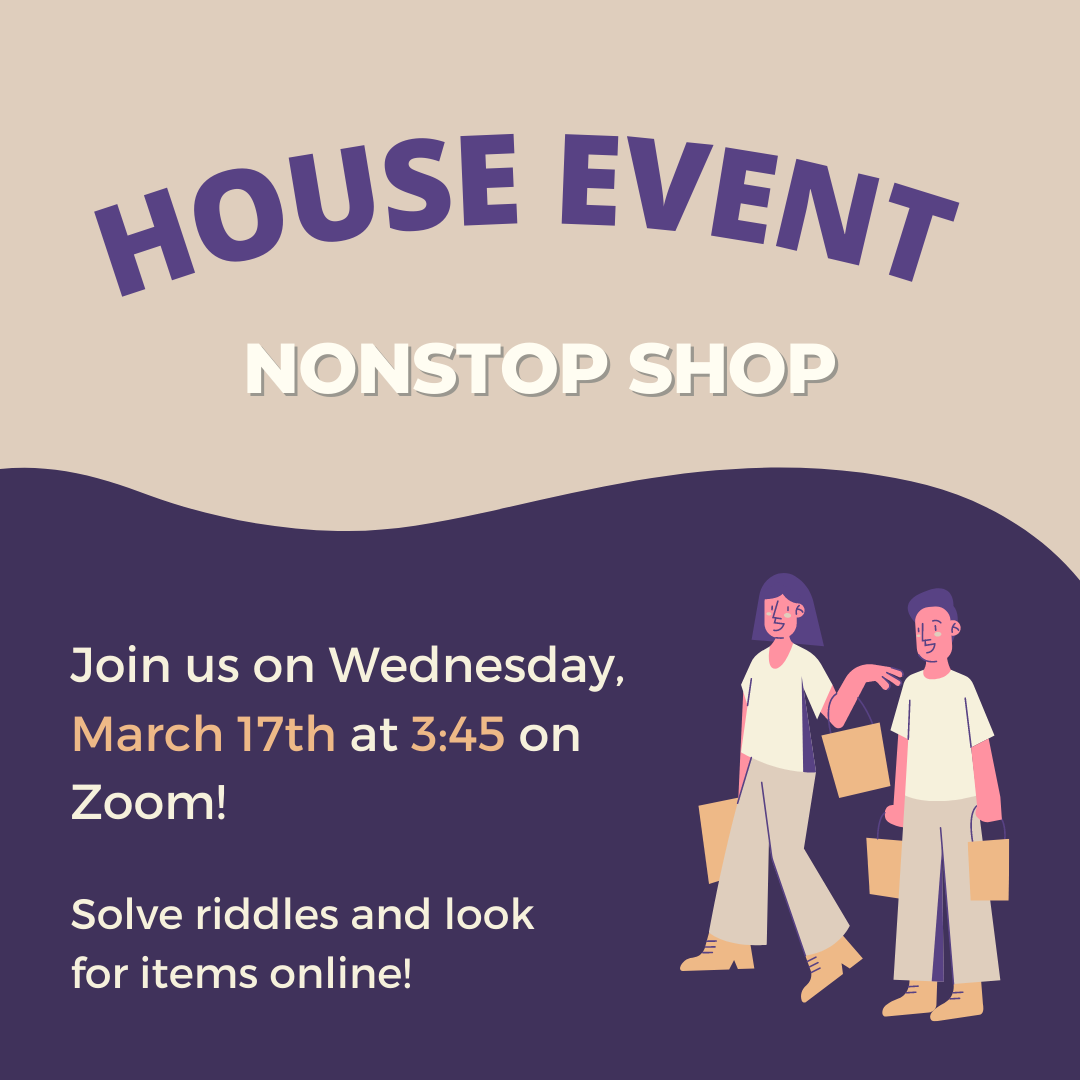 HOUSE EVENT
NONSTOP SHOP
Join us on Wednesday,
March 17th at 3:45 on
Zoom!
Solve riddles and look
for items online!